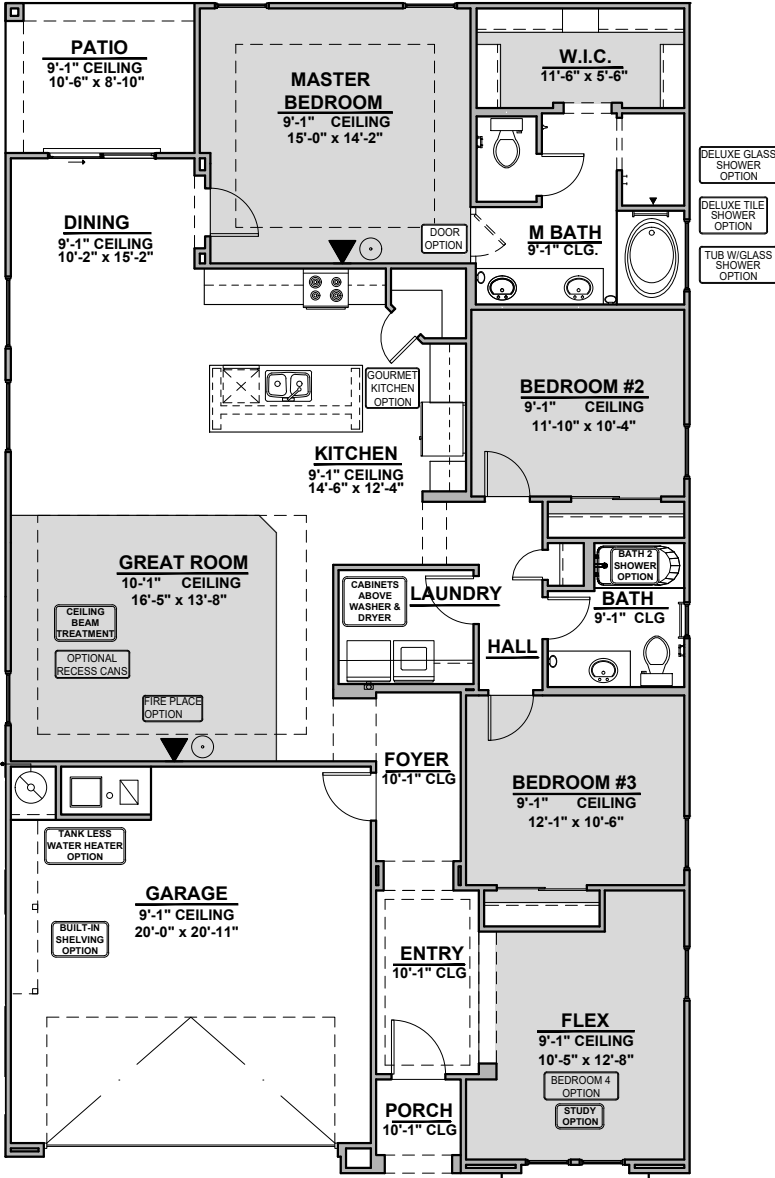 PATIO
9'-1" CEILING
10'-6" x 8'-10"
MASTER
BEDROOM
9'-1" CEILING
15'-0" x 14'-2"
W.I.C.
11'-6" x 5'-6"
DELUXE GLASS
SHOWER
OPTION
DELUXE TILE
SHOWER
OPTION
TUB W/GLASS
SHOWER
OPTION
DINING
9'-1" CEILING
10'-2" x 15'-2"
DOOR
OPTION
M BATH
9'-1" CLG.
GOURMET
KITCHEN
OPTION
BEDROOM #2
9'-1" CEILING
11'-10" x 10'-4"
KITCHEN
9'-1" CEILING
14'-6" x 12'-4"
GREAT ROOM
10-'1" CEILING
16'-5" x 13'-8"
CEILING
BEAM
TREATMENT
OPTIONAL
RECESS CANS
FIRE PLACE
OPTION
CABINETS
ABOVE
WASHER &
DRYER
LAUNDRY
BATH 2
SHOWER
OPTION
BATH
9'-1" CLG
HALL
FOYER
10'-1" CLG
BEDROOM #3
9'-1" CEILING
12'-1" x 10'-6"
TANK LESS
WATER HEATER
OPTION
GARAGE
9'-1" CEILING
20'-0" x 20'-11"
BUILT-IN
SHELVING
OPTION
ENTRY
10'-1" CLG
FLEX
9'-1" CEILING
10'-5" x 12'-8"
BEDROOM 4
OPTION
STUDY
OPTION
PORCH
10'-1" CLG